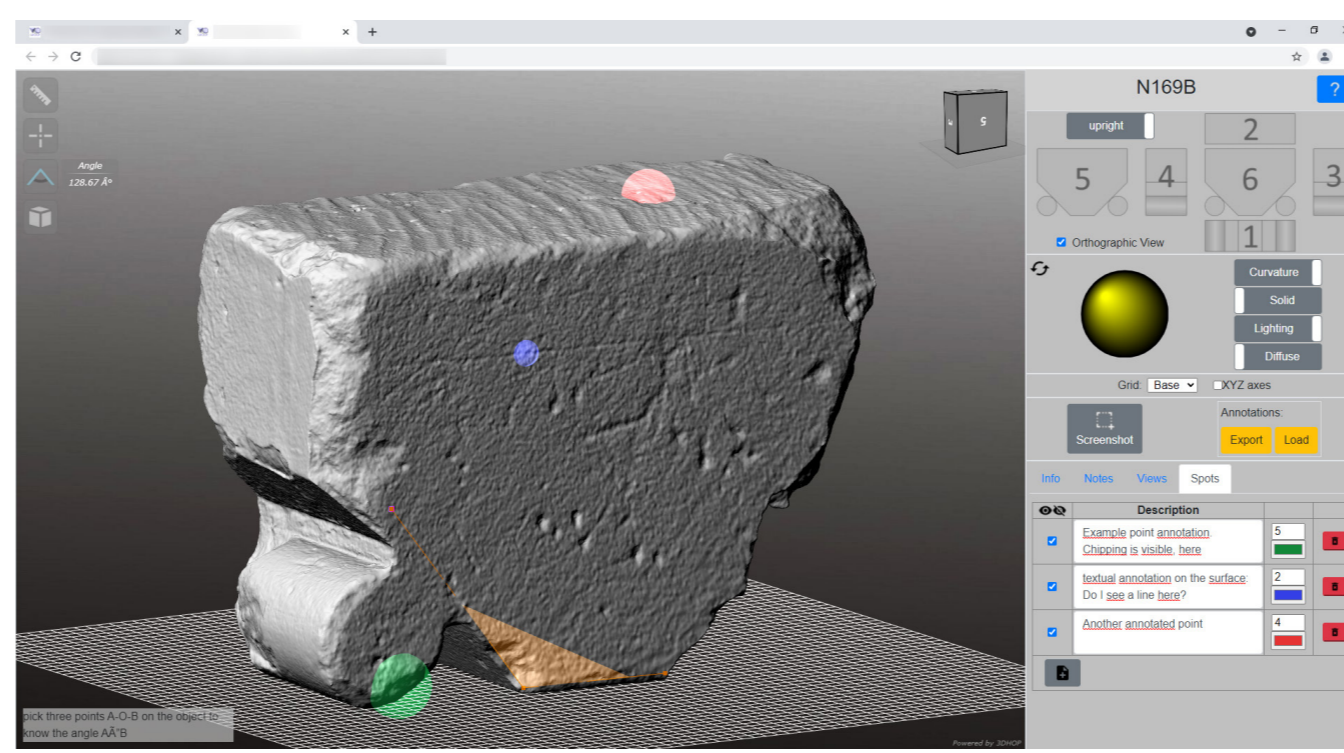 N169B
?
upright
2
5
4
6
3
1
Orthographic View
Angle
128.67 Âº
5
Curvature
Solid
Lighting
Diffuse
Grid: Base
XYZ axes
Screenshot
Annotations:
Export
Load
Info
Notes
Views
Spots
Description
Example point annotation.
Chipping is visible, here
5
textual annotation on the surface:
Do I see a line here?
2
Another annotated point
4
pick three points A-O-B on the object to
know the angle AÃ"B
Powered by 3DHOP